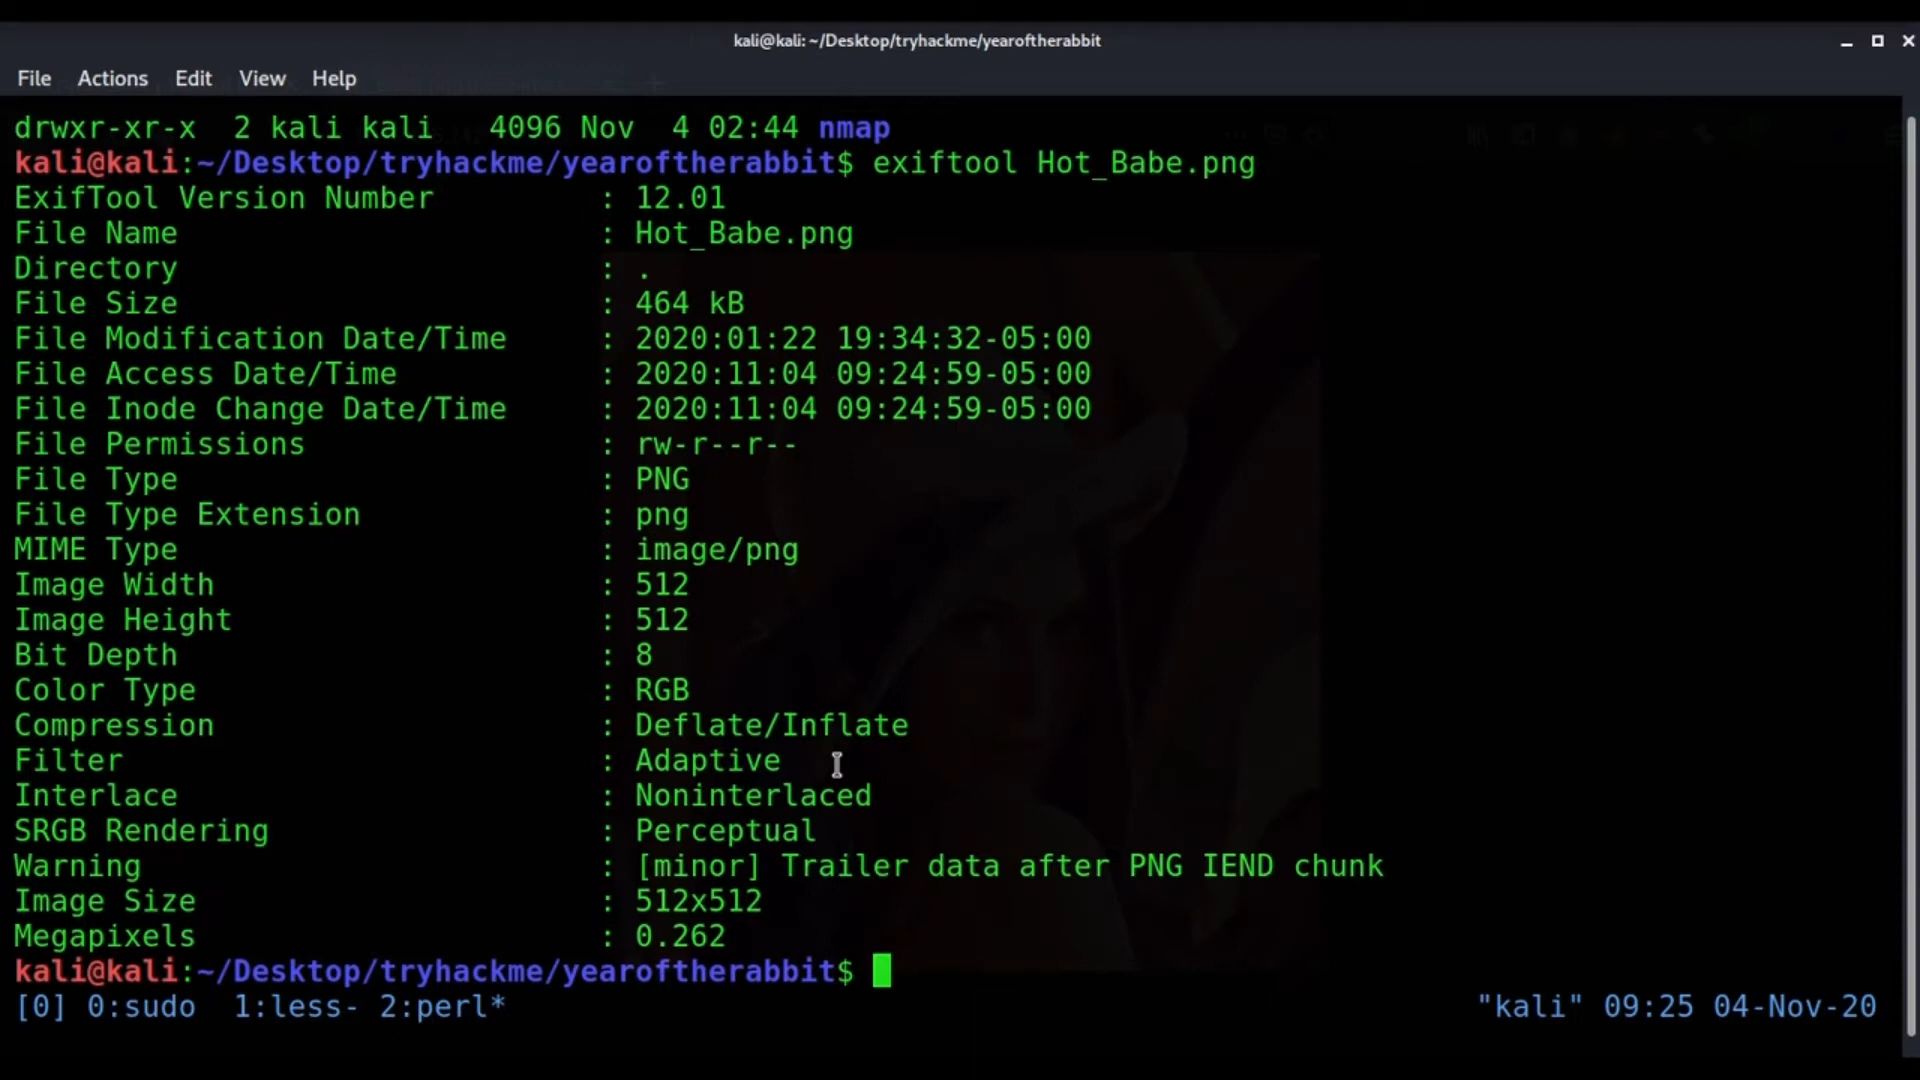 kali@kali: ~/Desktop/tryhackme/yearoftherabbit
File Actions Edit View Help
drwxr-xr-x 2 kali kali 4096 Nov 4 02:44 nmap
kali@kali:~/Desktop/tryhackme/yearoftherabbit$ exiftool Hot_Babe.png
ExifTool Version Number : 12.01
File Name : Hot_Babe.png
Directory : .
File Size : 464 kB
File Modification Date/Time : 2020:01:22 19:34:32-05:00
File Access Date/Time : 2020:11:04 09:24:59-05:00
File Inode Change Date/Time : 2020:11:04 09:24:59-05:00
File Permissions : rw-r--r--
File Type : PNG
File Type Extension : png
MIME Type : image/png
Image Width : 512
Image Height : 512
Bit Depth : 8
Color Type : RGB
Compression : Deflate/Inflate
Filter : Adaptive
Interlace : Noninterlaced
SRGB Rendering : Perceptual
Warning : [minor] Trailer data after PNG IEND chunk
Image Size : 512x512
Megapixels : 0.262
kali@kali:~/Desktop/tryhackme/yearoftherabbit$
[0] 0:sudo 1:less- 2:perl* "kali" 09:25 04-Nov-20